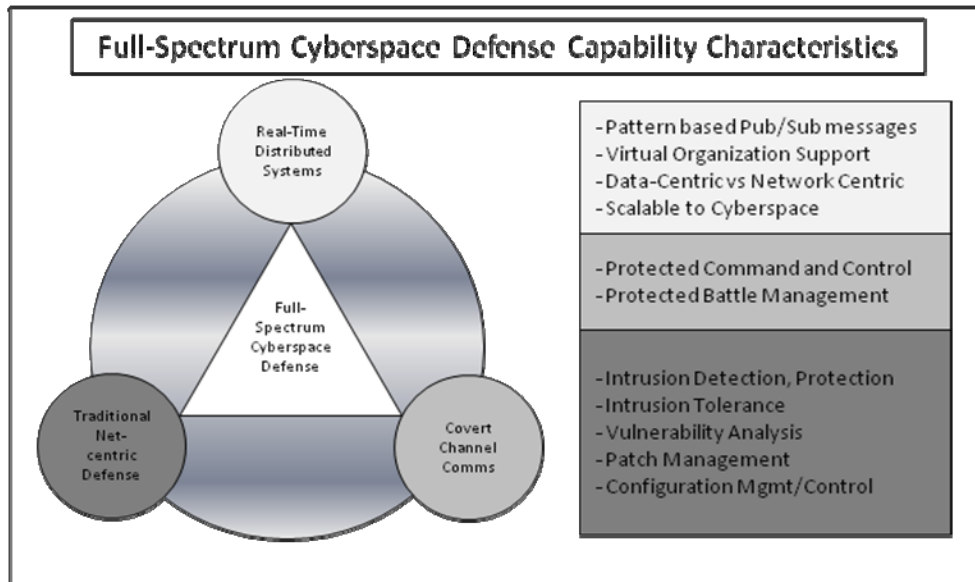 Full-Spectrum Cyberspace Defense Capability Characteristics
Real-Time
Distributed
Systems
Full-
Spectrum
Cyberspace
Defense
Traditional
Net-
centric
Defense
Covert
Channel
Comms
-Pattern based Pub/Sub messages
-Virtual Organization Support
-Data-Centric vs Network Centric
-Scalable to Cyberspace
-Protected Command and Control
-Protected Battle Management
-Intrusion Detection, Protection
-Intrusion Tolerance
-Vulnerability Analysis
-Patch Management
-Configuration Mgmt/Control